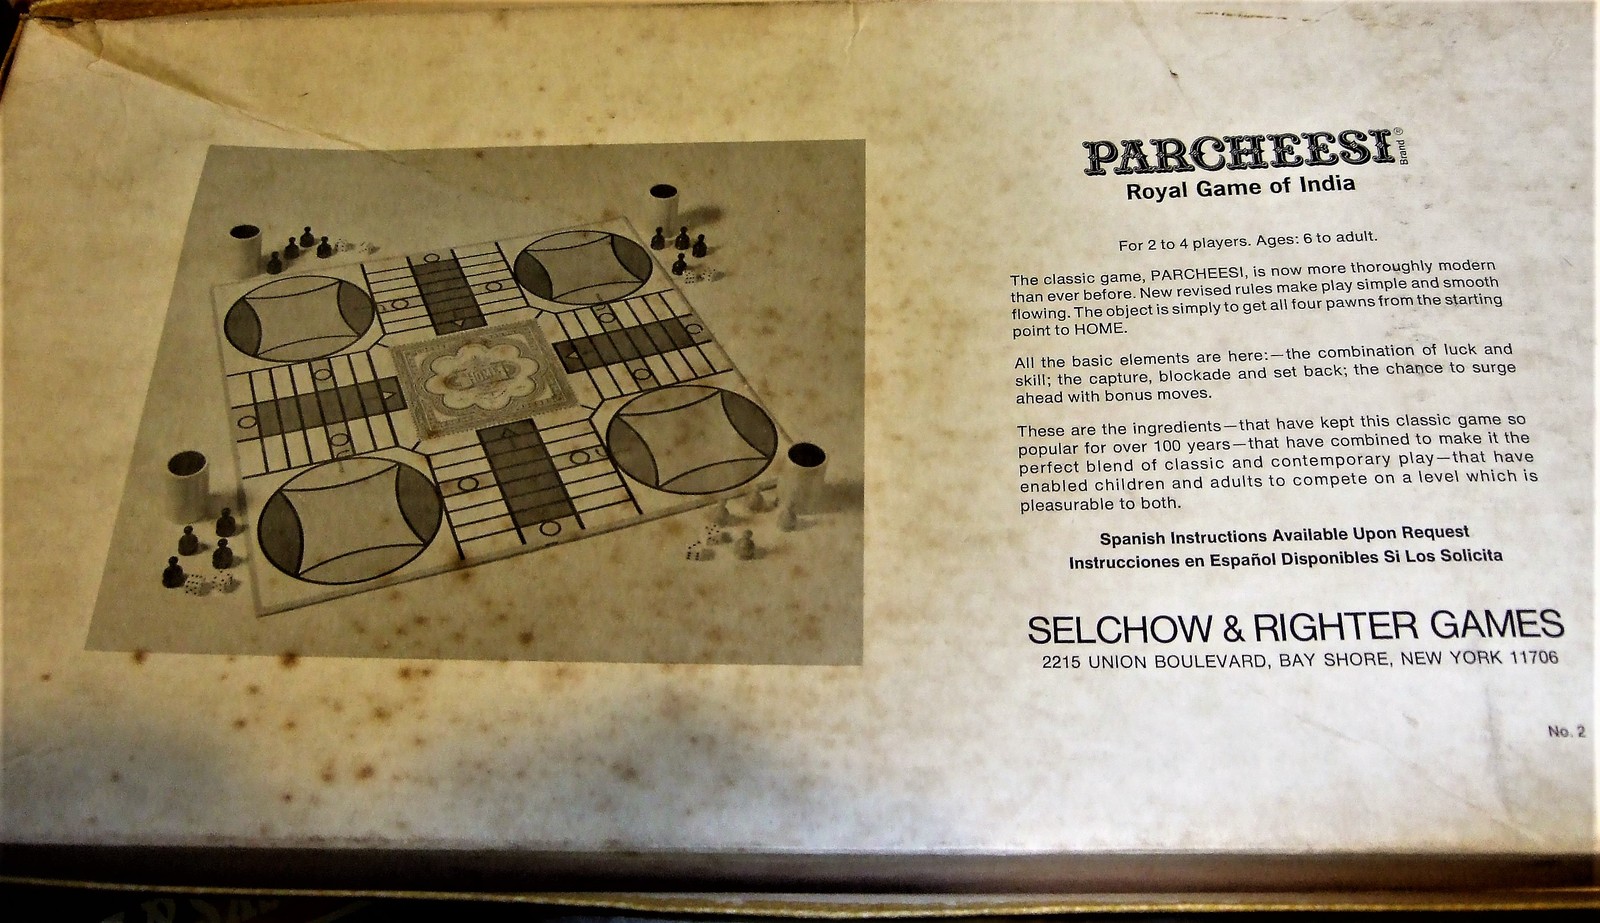 PARCHEESI® Brand
Royal Game of India
For 2 to 4 players. Ages: 6 to adult.
The classic game, PARCHEESI, is now more thoroughly modern
than ever before. New revised rules make play simple and smooth
flowing. The object is simply to get all four pawns from the starting
point to HOME.
All the basic elements are here:—the combination of luck and
skill; the capture, blockade and set back; the chance to surge
ahead with bonus moves.
These are the ingredients—that have kept this classic game so
popular for over 100 years—that have combined to make it the
perfect blend of classic and contemporary play—that have
enabled children and adults to compete on a level which is
pleasurable to both.
Spanish Instructions Available Upon Request
Instrucciones en Español Disponibles Si Los Solicita
SELCHOW & RIGHTER GAMES
2215 UNION BOULEVARD, BAY SHORE, NEW YORK 11706
No. 2